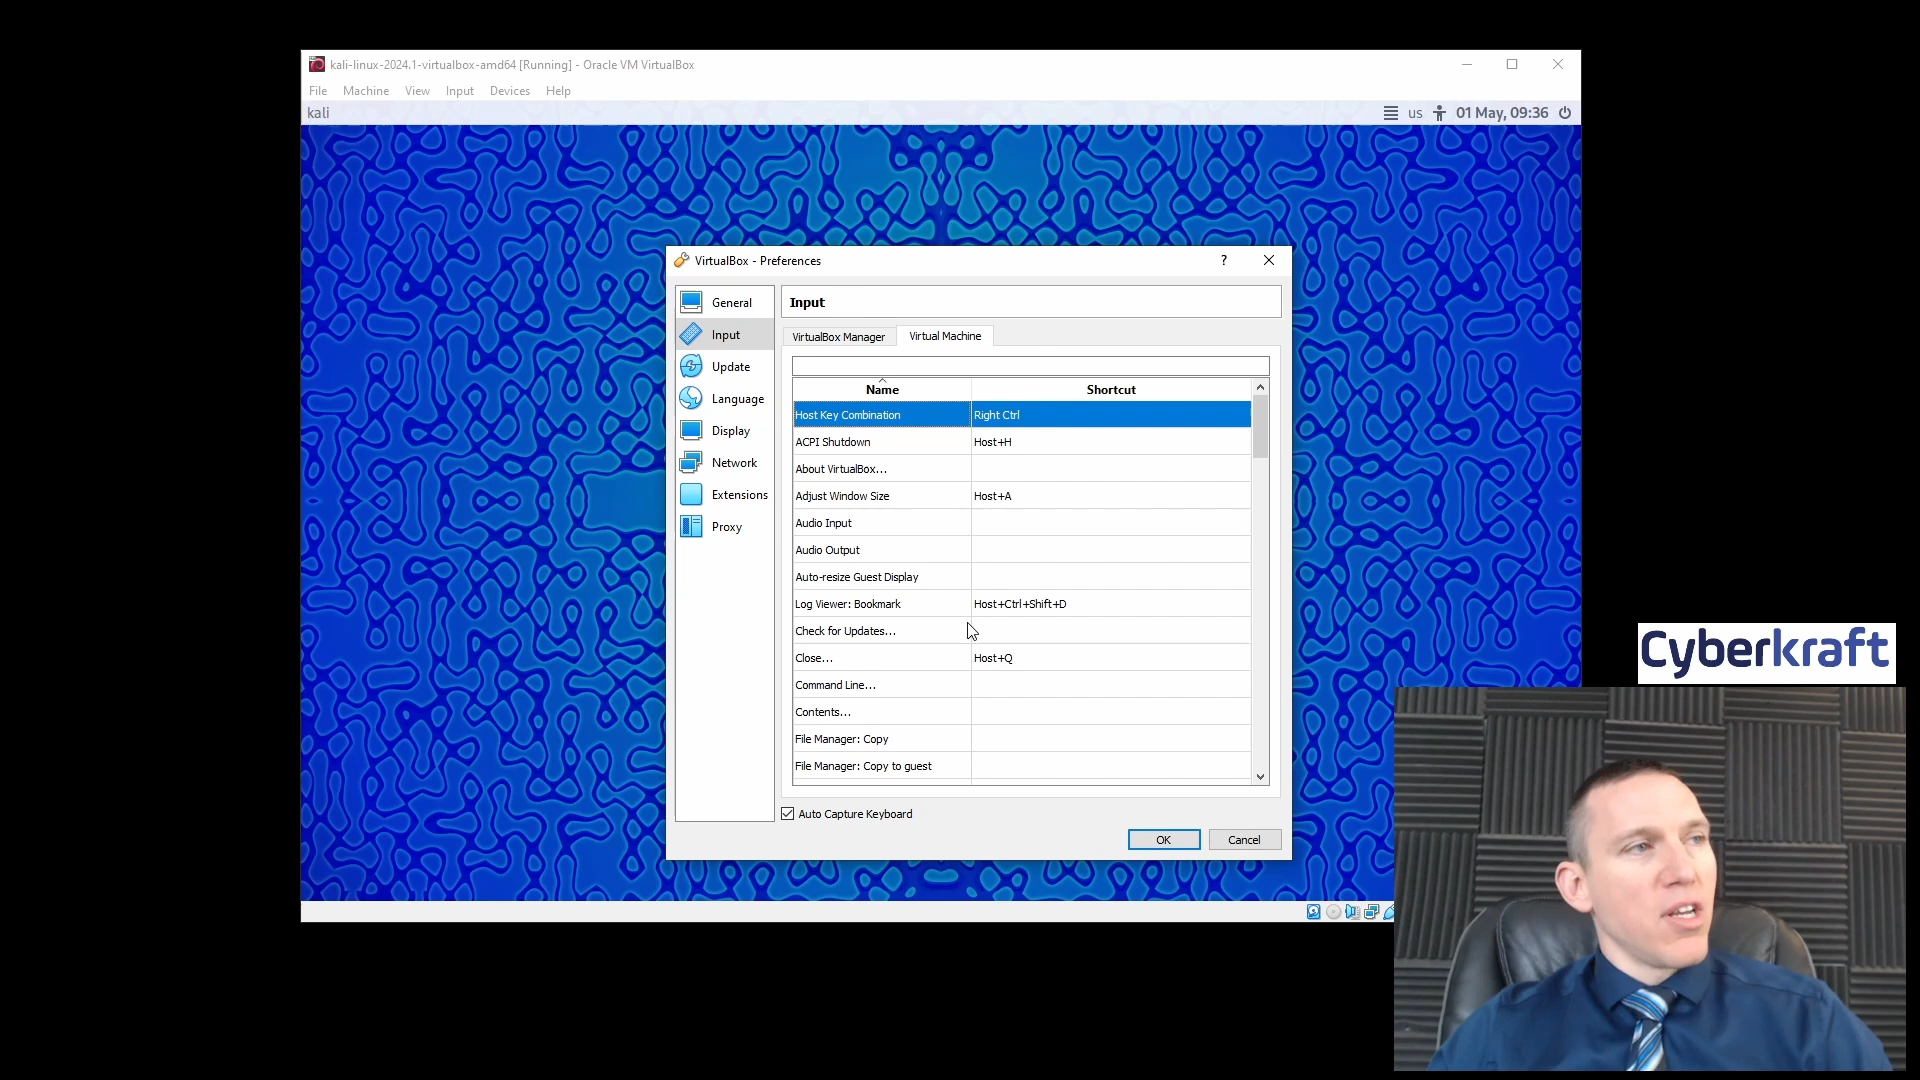 kali-linux-2024.1-virtualbox-amd64 [Running] - Oracle VM VirtualBox
File Machine View Input Devices Help
kali us 01 May, 09:36
VirtualBox - Preferences ?
General
Input
Update
Language
Display
Network
Extensions
Proxy
Input
VirtualBox Manager Virtual Machine
Name Shortcut
Host Key Combination Right Ctrl
ACPI Shutdown Host+H
About VirtualBox...
Adjust Window Size Host+A
Audio Input
Audio Output
Auto-resize Guest Display
Log Viewer: Bookmark Host+Ctrl+Shift+D
Check for Updates...
Close... Host+Q
Command Line...
Contents...
File Manager: Copy
File Manager: Copy to guest
Auto Capture Keyboard
OK Cancel
Cyberkraft